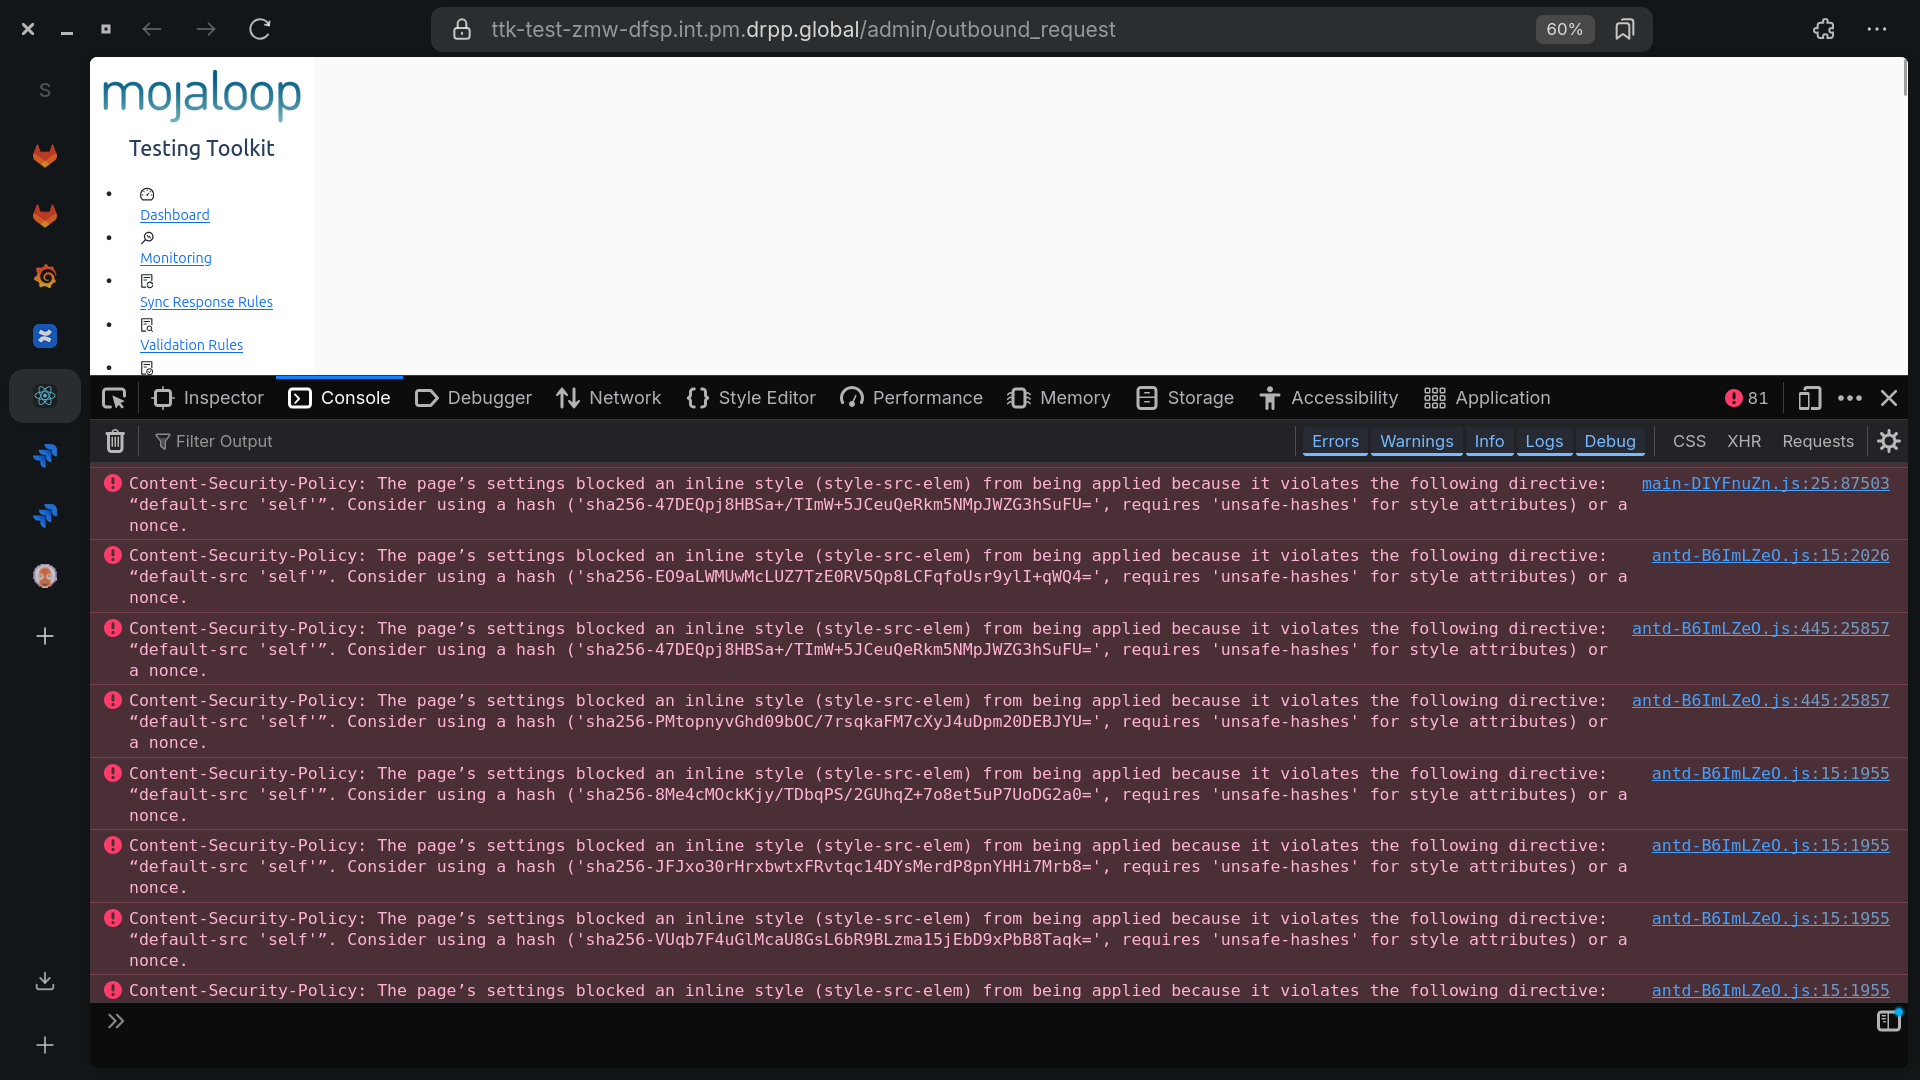 ttk-test-zmw-dfsp.int.pm.drpp.global/admin/outbound_request
60%
S
mojaloop
Testing Toolkit
Dashboard
Monitoring
Sync Response Rules
Validation Rules
Inspector
Console
Debugger
Network
Style Editor
Performance
Memory
Storage
Accessibility
Application
81
Filter Output
Errors
Warnings
Info
Logs
Debug
CSS
XHR
Requests
Content-Security-Policy: The page’s settings blocked an inline style (style-src-elem) from being applied because it violates the following directive: main-DIYFnuZn.js:25:87503
“default-src 'self'”. Consider using a hash ('sha256-47DEQpj8HBSa+/TImW+5JCeuQeRkm5NMpJWZG3hSuFU=', requires 'unsafe-hashes' for style attributes) or a
nonce.
Content-Security-Policy: The page’s settings blocked an inline style (style-src-elem) from being applied because it violates the following directive: antd-B6ImLZeO.js:15:2026
“default-src 'self'”. Consider using a hash ('sha256-EO9aLWMUwMcLUZ7TzE0RV5Qp8LCFqfoUsr9ylI+qWQ4=', requires 'unsafe-hashes' for style attributes) or a
nonce.
Content-Security-Policy: The page’s settings blocked an inline style (style-src-elem) from being applied because it violates the following directive: antd-B6ImLZeO.js:445:25857
“default-src 'self'”. Consider using a hash ('sha256-47DEQpj8HBSa+/TImW+5JCeuQeRkm5NMpJWZG3hSuFU=', requires 'unsafe-hashes' for style attributes) or
a nonce.
Content-Security-Policy: The page’s settings blocked an inline style (style-src-elem) from being applied because it violates the following directive: antd-B6ImLZeO.js:445:25857
“default-src 'self'”. Consider using a hash ('sha256-PMtopnyvGhd09bOC/7rsqkaFM7cXyJ4uDpm20DEBJYU=', requires 'unsafe-hashes' for style attributes) or
a nonce.
Content-Security-Policy: The page’s settings blocked an inline style (style-src-elem) from being applied because it violates the following directive: antd-B6ImLZeO.js:15:1955
“default-src 'self'”. Consider using a hash ('sha256-8Me4cMOckKjy/TDbqPS/2GUhqZ+7o8et5uP7UoDG2a0=', requires 'unsafe-hashes' for style attributes) or a
nonce.
Content-Security-Policy: The page’s settings blocked an inline style (style-src-elem) from being applied because it violates the following directive: antd-B6ImLZeO.js:15:1955
“default-src 'self'”. Consider using a hash ('sha256-JFJxo30rHrxbwtxFRvtqc14DYsMerdP8pnYHHi7Mrb8=', requires 'unsafe-hashes' for style attributes) or a
nonce.
Content-Security-Policy: The page’s settings blocked an inline style (style-src-elem) from being applied because it violates the following directive: antd-B6ImLZeO.js:15:1955
“default-src 'self'”. Consider using a hash ('sha256-VUqb7F4uGlMcaU8GsL6bR9BLzma15jEbD9xPbB8Taqk=', requires 'unsafe-hashes' for style attributes) or a
nonce.
Content-Security-Policy: The page’s settings blocked an inline style (style-src-elem) from being applied because it violates the following directive: antd-B6ImLZeO.js:15:1955